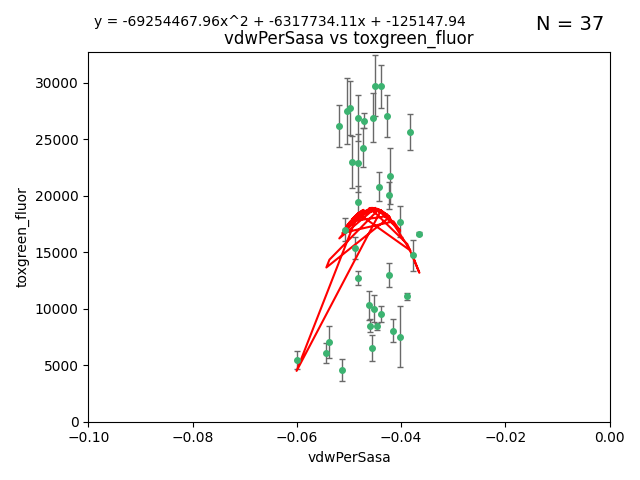 y = -69254467.96x^2 + -6317734.11x + -125147.94
N = 37
vdwPerSasa vs toxgreen_fluor
30000
25000
20000
15000
10000
5000
0
toxgreen_fluor
−0.10
−0.08
−0.06
−0.04
−0.02
0.00
vdwPerSasa